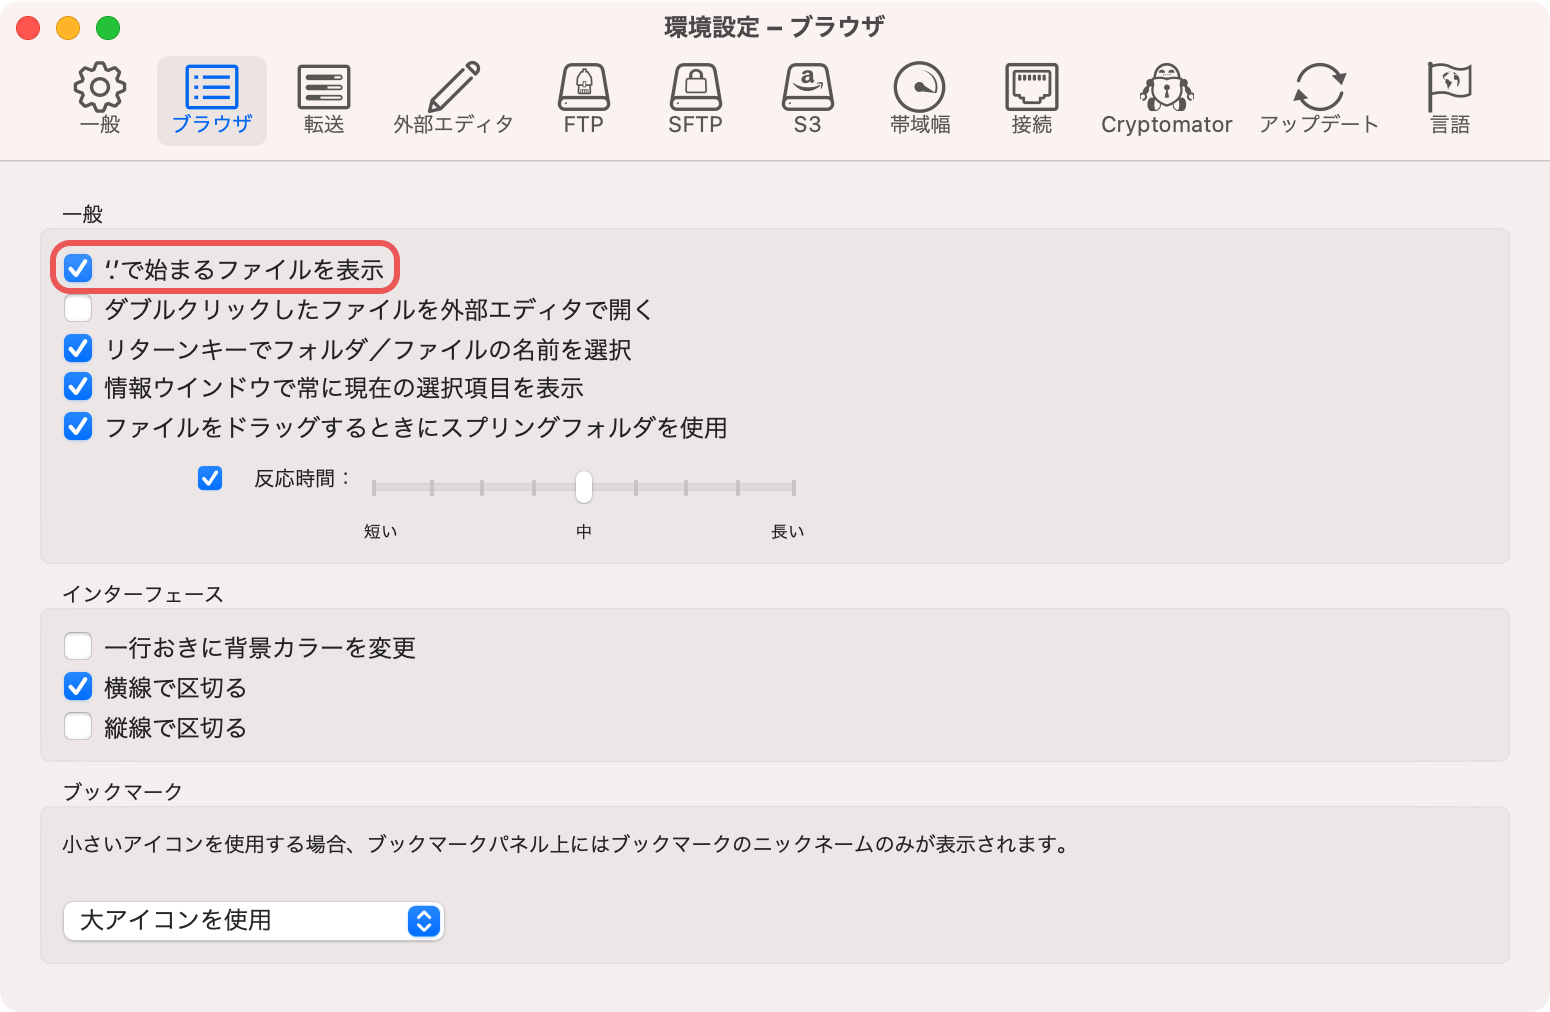 環境設定 – ブラウザ
一般
ブラウザ
転送
外部エディタ
FTP
SFTP
S3
帯域幅
接続
Cryptomator
アップデート
言語
一般
‘.’で始まるファイルを表示
ダブルクリックしたファイルを外部エディタで開く
リターンキーでフォルダ／ファイルの名前を選択
情報ウインドウで常に現在の選択項目を表示
ファイルをドラッグするときにスプリングフォルダを使用
反応時間：
短い 中 長い
インターフェース
一行おきに背景カラーを変更
横線で区切る
縦線で区切る
ブックマーク
小さいアイコンを使用する場合、ブックマークパネル上にはブックマークのニックネームのみが表示されます。
大アイコンを使用